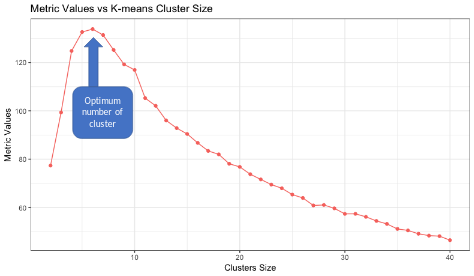 Metric Values vs K-means Cluster Size
120
100
80
60
Metric Values
Optimum
number of
cluster
10
20
30
40
Clusters Size